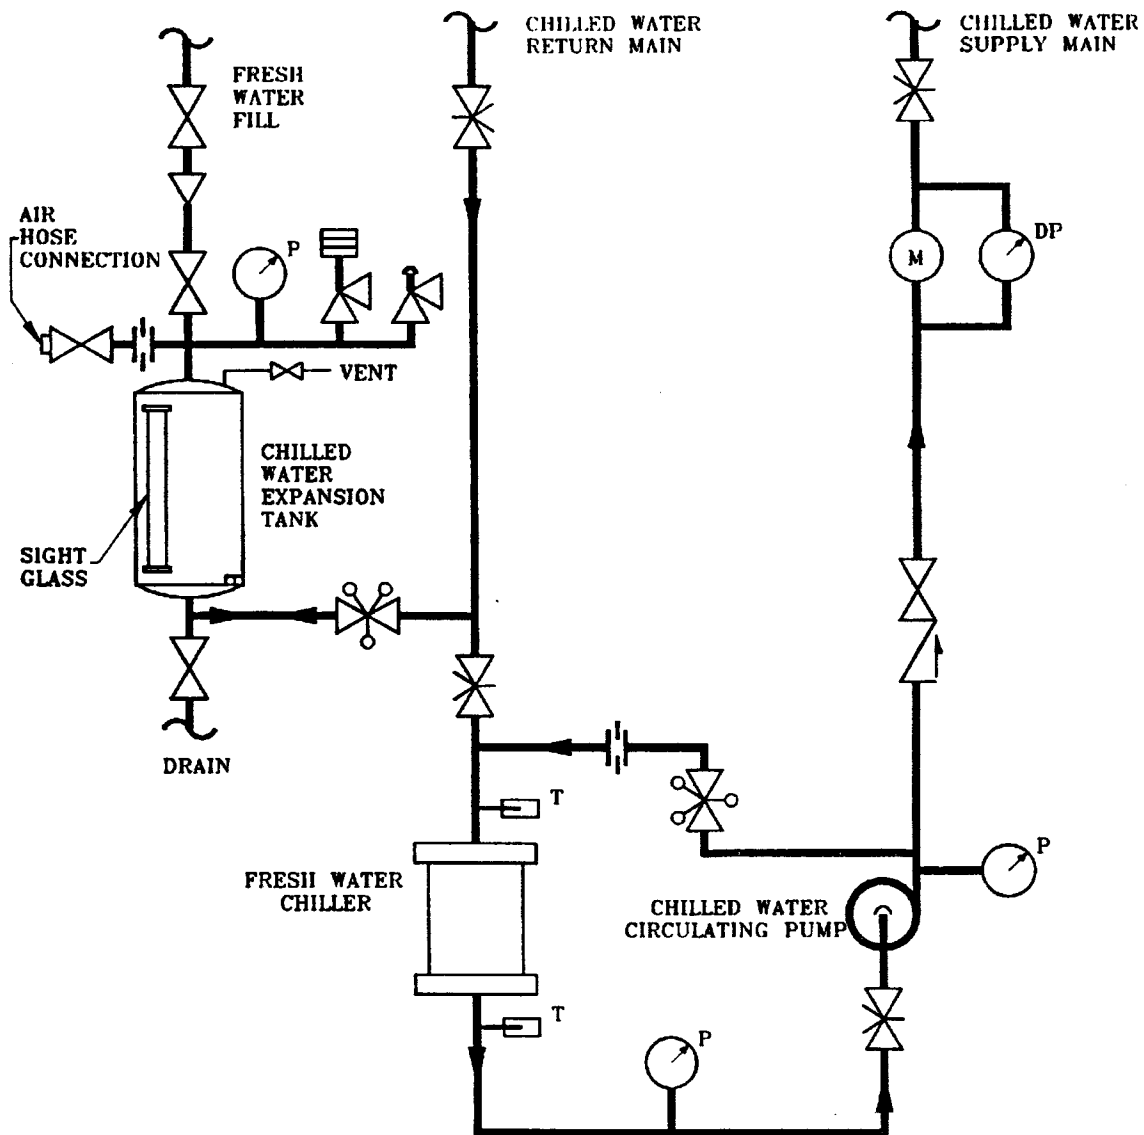 CHILLED WATER
RETURN MAIN
CHILLED WATER
SUPPLY MAIN
FRESH
WATER
FILL
AIR
HOSE
CONNECTION
P
DP
M
VENT
CHILLED
WATER
EXPANSION
TANK
SIGHT
GLASS
DRAIN
T
FRESH WATER
CHILLER
P
CHILLED WATER
CIRCULATING PUMP
T
P